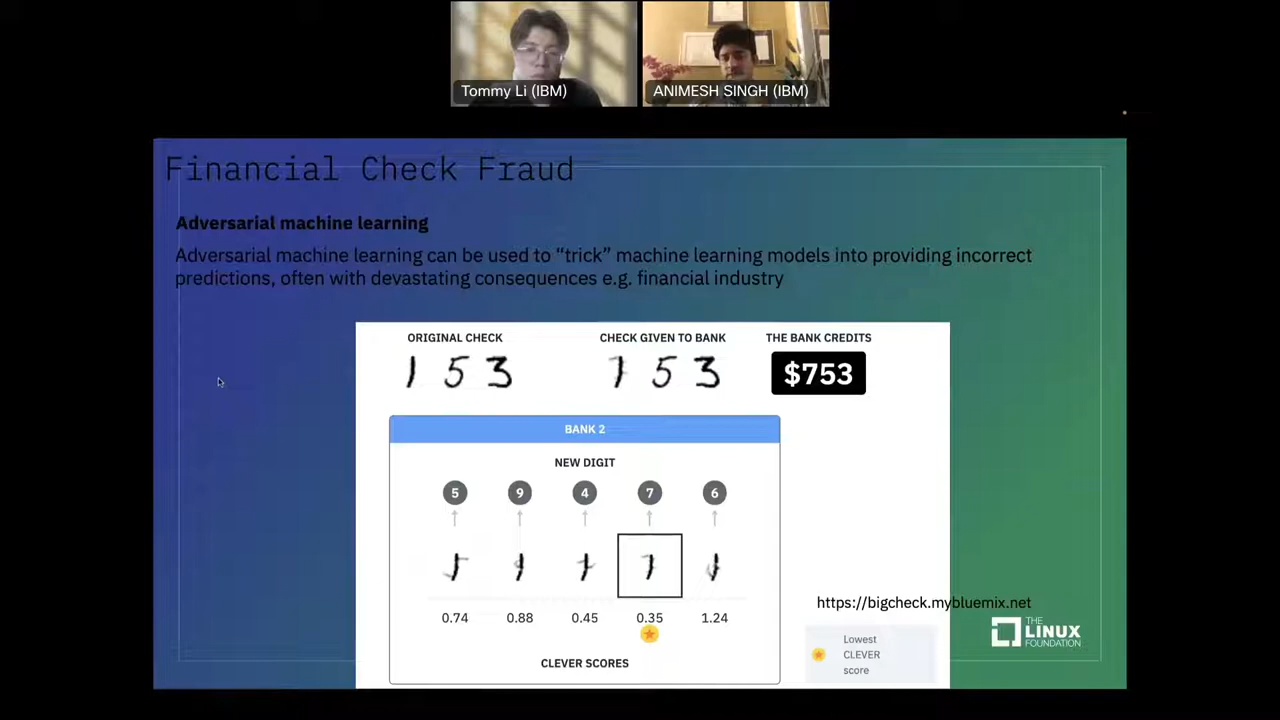 Tommy Li (IBM)
ANIMESH SINGH (IBM)
Financial Check Fraud
Adversarial machine learning
Adversarial machine learning can be used to “trick” machine learning models into providing incorrect
predictions, often with devastating consequences e.g. financial industry
ORIGINAL CHECK
CHECK GIVEN TO BANK
THE BANK CREDITS
1 5 3
7 5 3
$753
BANK 2
NEW DIGIT
5 9 4 7 6
0.74 0.88 0.45 0.35 1.24
CLEVER SCORES
https://bigcheck.mybluemix.net
THE
LINUX
FOUNDATION
Lowest
CLEVER
score